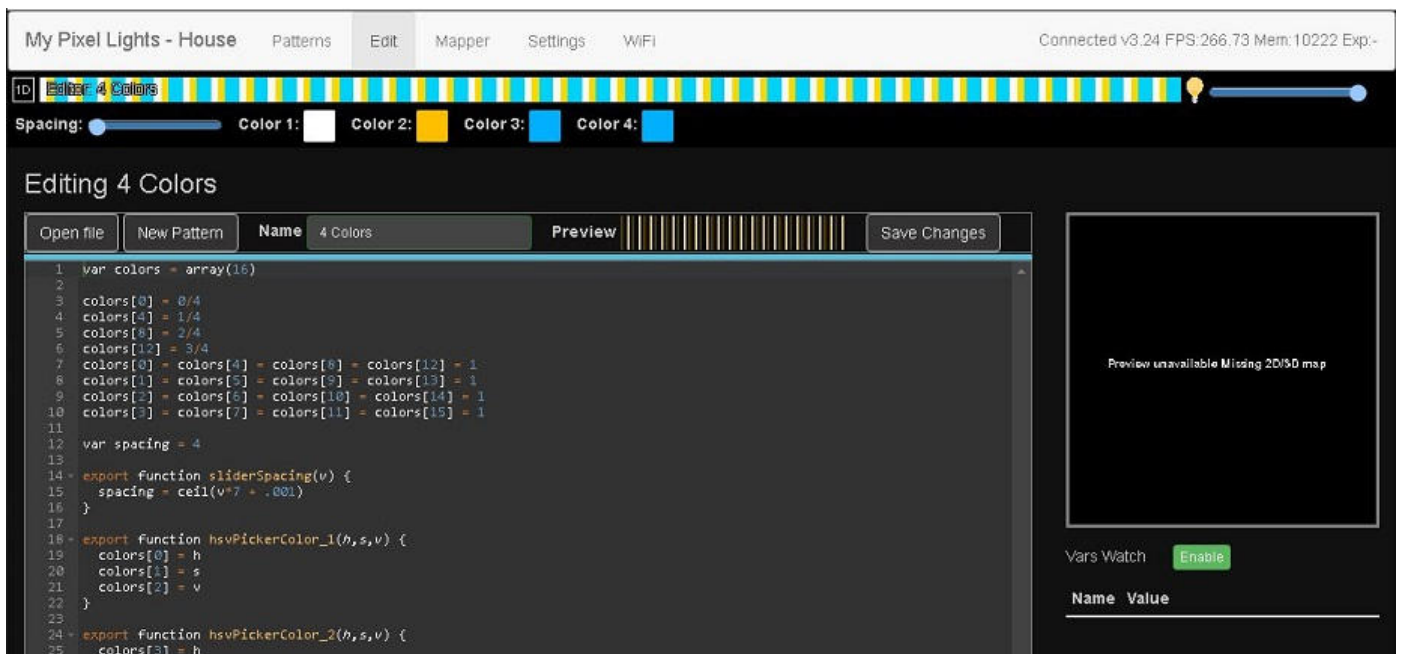 My Pixel Lights - House Patterns Edit Mapper Settings WiFi Connected v3.24 FPS:266.73 Mem:10222 Exp:-
1D Editor: 4 Colors
Spacing: Color 1: Color 2: Color 3: Color 4:
Editing 4 Colors
Open file New Pattern Name 4 Colors Preview Save Changes
1 var colors = array(16)
2
3 colors[0] = 0/4
4 colors[4] = 1/4
5 colors[8] = 2/4
6 colors[12] = 3/4
7 colors[0] = colors[4] = colors[8] = colors[12] = 1
8 colors[1] = colors[5] = colors[9] = colors[13] = 1
9 colors[2] = colors[6] = colors[10] = colors[14] = 1
10 colors[3] = colors[7] = colors[11] = colors[15] = 1
11
12 var spacing = 4
13
14 export function sliderSpacing(v) {
15 spacing = ceil(v*7 + .001)
16 }
17
18 export function hsvPickerColor_1(h,s,v) {
19 colors[0] = h
20 colors[1] = s
21 colors[2] = v
22 }
23
24 export function hsvPickerColor_2(h,s,v) {
25 colors[3] = h
Preview unavailable Missing 2D/3D map
Vars Watch Enable
Name Value